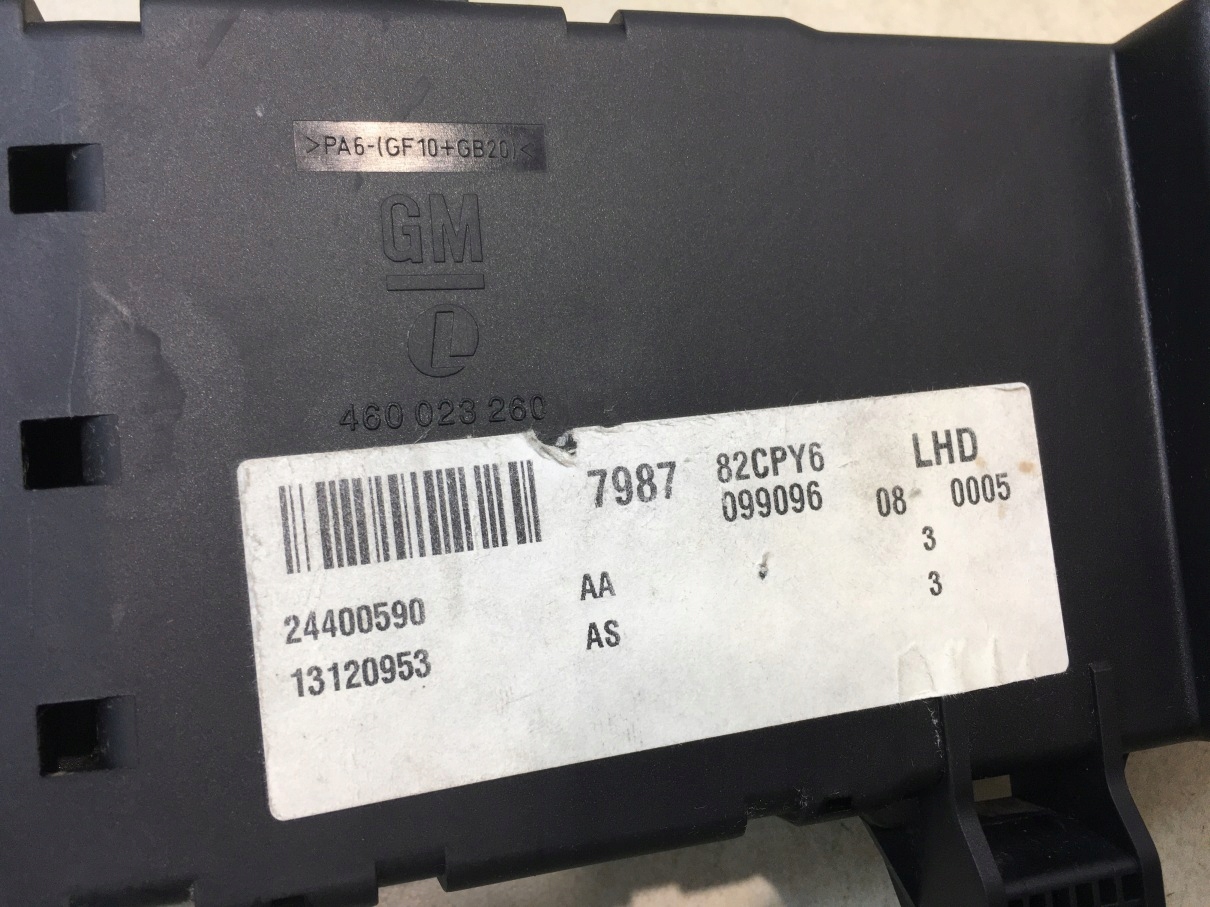 >PA6-(GF10+GB20)<
GM
L
460 023 260
7987 82CPY6 LHD
099096 08 0005
3
24400590 AA 3
13120953 AS